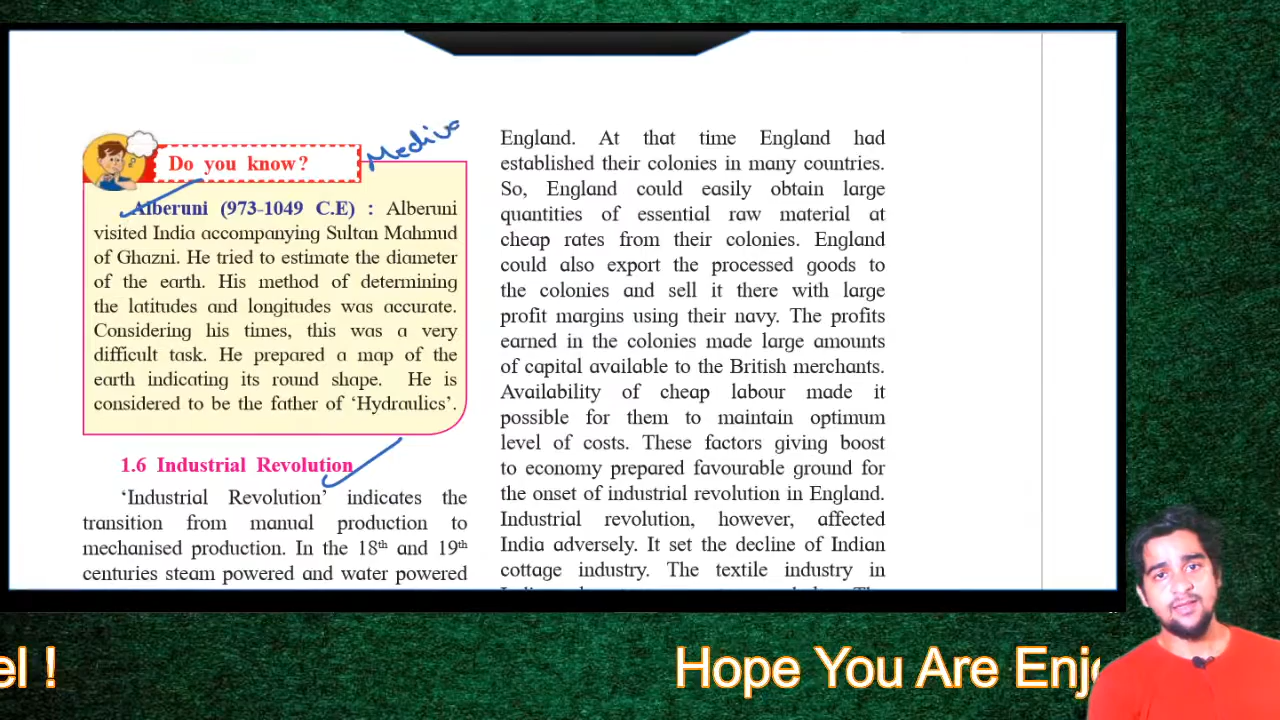 Do you know?
Alberuni (973-1049 C.E) : Alberuni
visited India accompanying Sultan Mahmud
of Ghazni. He tried to estimate the diameter
of the earth. His method of determining
the latitudes and longitudes was accurate.
Considering his times, this was a very
difficult task. He prepared a map of the
earth indicating its round shape. He is
considered to be the father of ‘Hydraulics’.
1.6 Industrial Revolution
‘Industrial Revolution’ indicates the
transition from manual production to
mechanised production. In the 18th and 19th
centuries steam powered and water powered
England. At that time England had
established their colonies in many countries.
So, England could easily obtain large
quantities of essential raw material at
cheap rates from their colonies. England
could also export the processed goods to
the colonies and sell it there with large
profit margins using their navy. The profits
earned in the colonies made large amounts
of capital available to the British merchants.
Availability of cheap labour made it
possible for them to maintain optimum
level of costs. These factors giving boost
to economy prepared favourable ground for
the onset of industrial revolution in England.
Industrial revolution, however, affected
India adversely. It set the decline of Indian
cottage industry. The textile industry in
el !
Hope You Are Enj